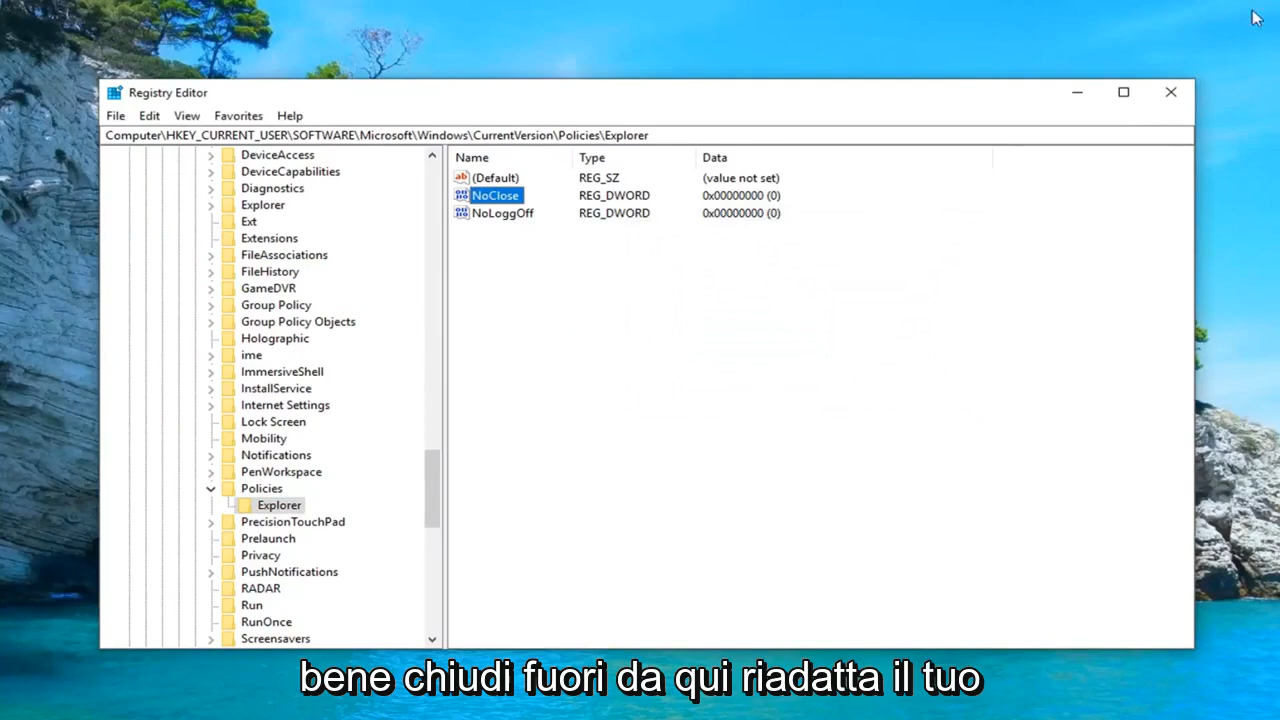 Registry Editor
File Edit View Favorites Help
Computer\HKEY_CURRENT_USER\SOFTWARE\Microsoft\Windows\CurrentVersion\Policies\Explorer
DeviceAccess
DeviceCapabilities
Diagnostics
Explorer
Ext
Extensions
FileAssociations
FileHistory
GameDVR
Group Policy
Group Policy Objects
Holographic
ime
ImmersiveShell
InstallService
Internet Settings
Lock Screen
Mobility
Notifications
PenWorkspace
Policies
Explorer
PrecisionTouchPad
Prelaunch
Privacy
PushNotifications
RADAR
Run
RunOnce
Screensavers
Name Type Data
(Default) REG_SZ (value not set)
NoClose REG_DWORD 0x00000000 (0)
NoLoggOff REG_DWORD 0x00000000 (0)
bene chiudi fuori da qui riadatta il tuo